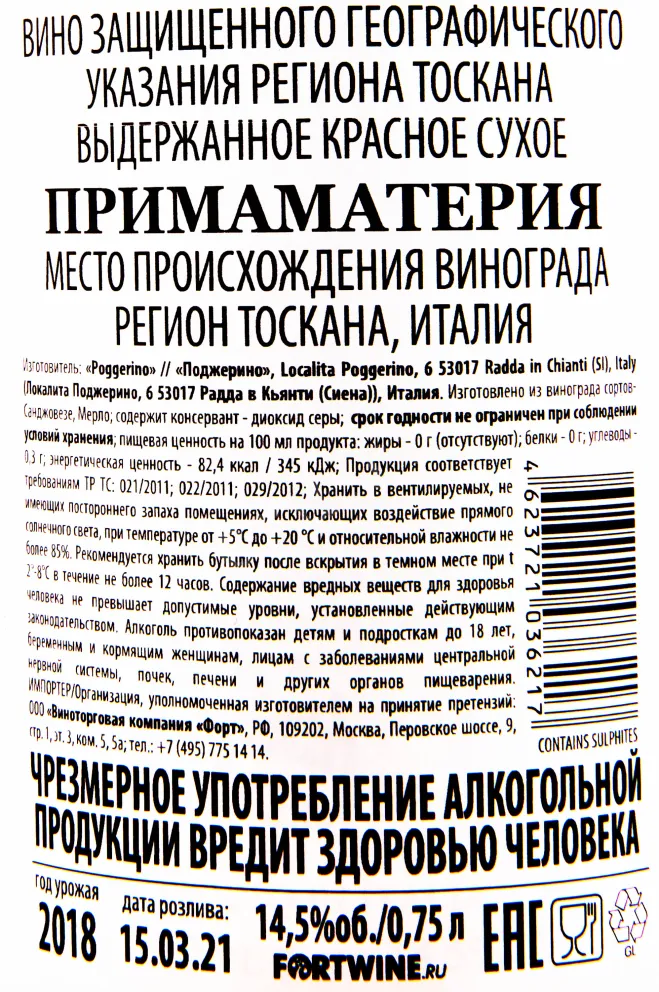 ВИНО ЗАЩИЩЕННОГО ГЕОГРАФИЧЕСКОГО
УКАЗАНИЯ РЕГИОНА ТОСКАНА
ВЫДЕРЖАННОЕ КРАСНОЕ СУХОЕ
ПРИМАМАТЕРИЯ
МЕСТО ПРОИСХОЖДЕНИЯ ВИНОГРАДА
РЕГИОН ТОСКАНА, ИТАЛИЯ
Изготовитель: «Poggerino» // «Поджерино», Localita Poggerino, 6 53017 Radda in Chianti (SI), Italy
(Локалита Поджерино, 6 53017 Радда в Кьянти (Сиена)), Италия. Изготовлено из винограда сортов-
Санджовезе, Мерло; содержит консервант - диоксид серы; срок годности не ограничен при соблюдении
условий хранения; пищевая ценность на 100 мл продукта: жиры - 0 г (отсутствуют); белки - 0 г; углеводы -
0,3 г; энергетическая ценность - 82,4 ккал / 345 кДж; Продукция соответствует
требованиям ТР ТС: 021/2011; 022/2011; 029/2012; Хранить в вентилируемых, не
имеющих постороннего запаха помещениях, исключающих воздействие прямого
солнечного света, при температуре от +5°С до +20 °С и относительной влажности не
более 85%. Рекомендуется хранить бутылку после вскрытия в темном месте при t
2°-8°С в течение не более 12 часов. Содержание вредных веществ для здоровья
человека не превышает допустимые уровни, установленные действующим
законодательством. Алкоголь противопоказан детям и подросткам до 18 лет,
беременным и кормящим женщинам, лицам с заболеваниями центральной
нервной системы, почек, печени и других органов пищеварения.
ИМПОРТЕР/Организация, уполномоченная изготовителем на принятие претензий:
ООО «Виноторговая компания «Форт», РФ, 109202, Москва, Перовское шоссе, 9,
стр. 1, эт. 3, ком. 5, 5а; тел.: +7 (495) 775 14 14.
4 623721 036217
CONTAINS SULPHITES
ЧРЕЗМЕРНОЕ УПОТРЕБЛЕНИЕ АЛКОГОЛЬНОЙ
ПРОДУКЦИИ ВРЕДИТ ЗДОРОВЬЮ ЧЕЛОВЕКА
год урожая
2018
дата розлива:
15.03.21
14,5%об./0,75 л
FORTWINE.RU
EAC
GL